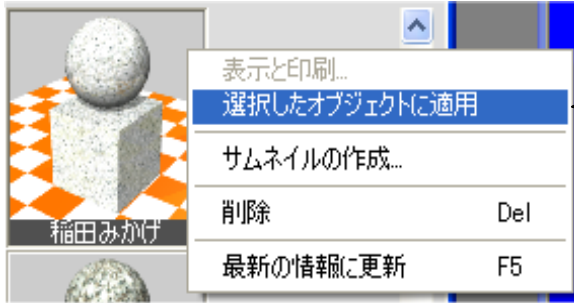 表示と印刷...
選択したオブジェクトに適用
サムネイルの作成...
削除 Del
最新の情報に更新 F5
稲田みかげ